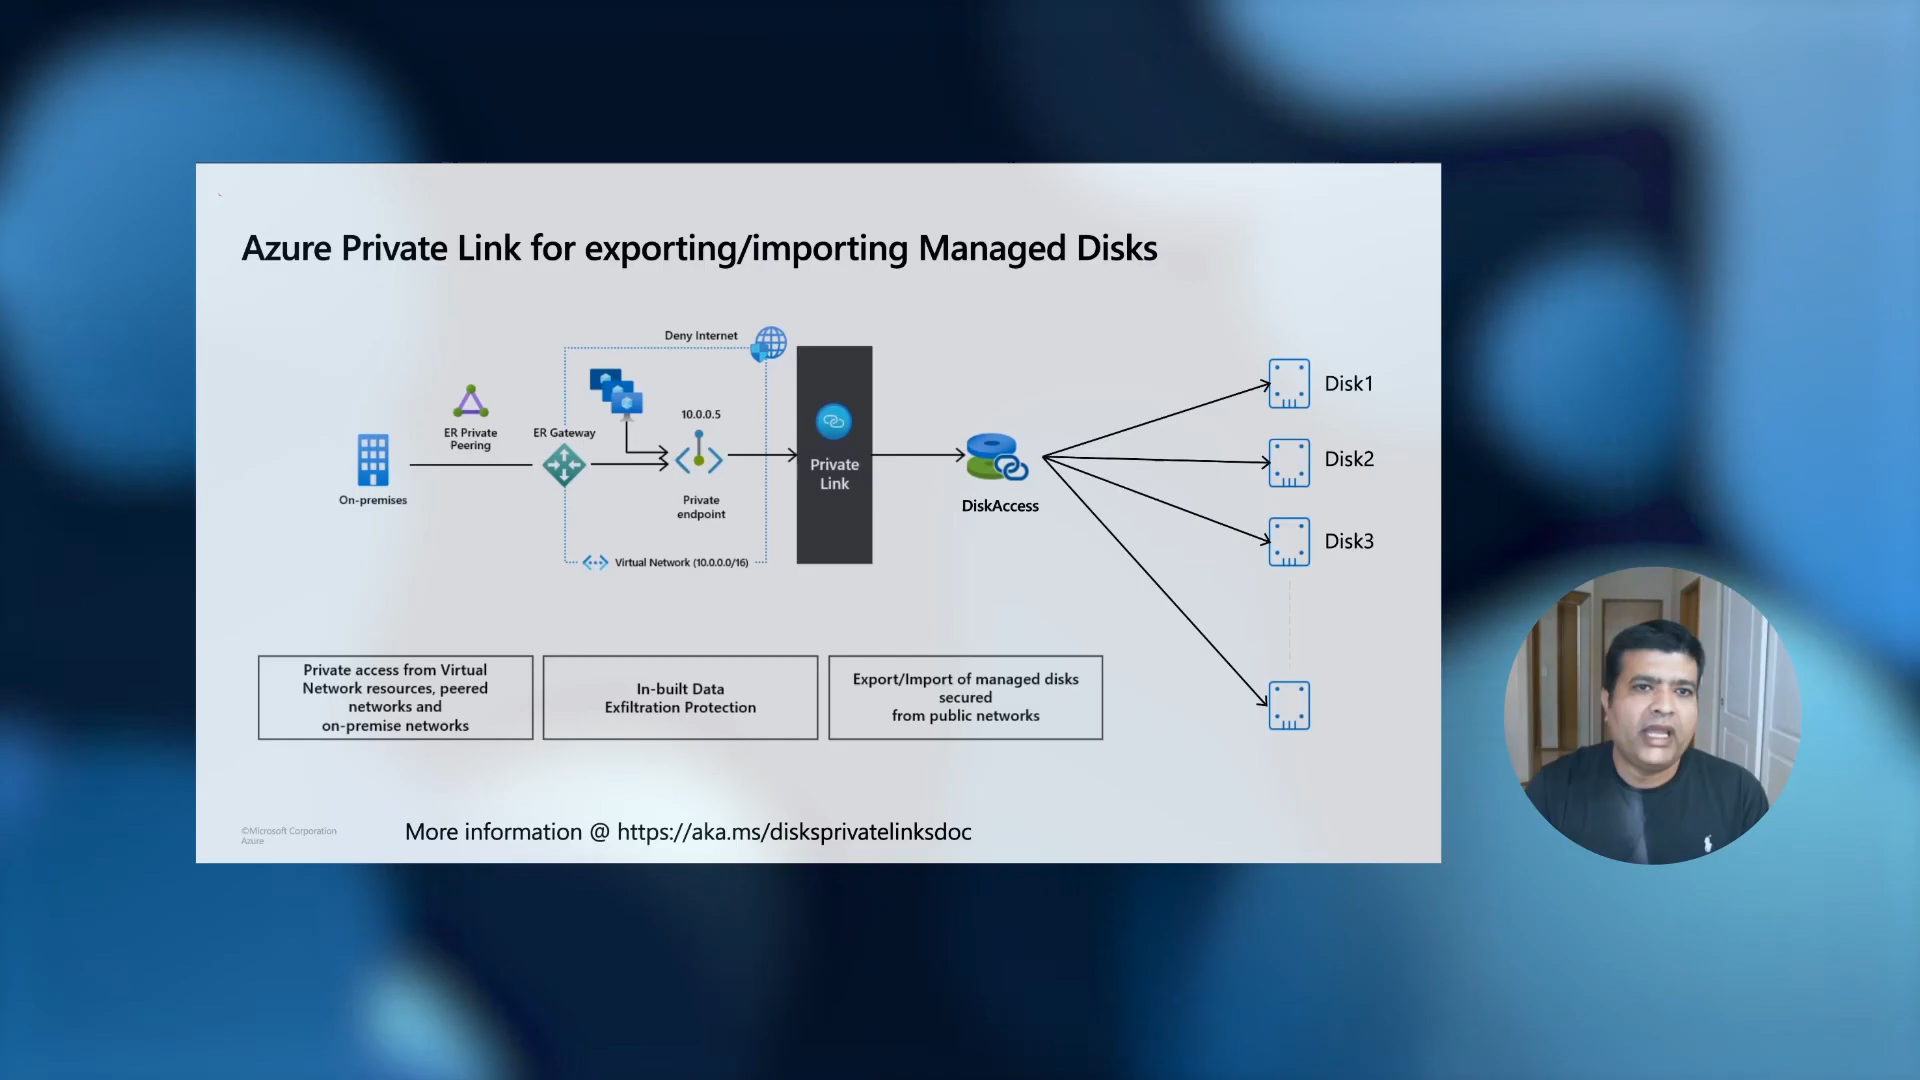 Azure Private Link for exporting/importing Managed Disks
Deny Internet
10.0.0.5
ER Private
Peering
ER Gateway
On-premises
Private
endpoint
Virtual Network (10.0.0.0/16)
Private
Link
DiskAccess
Disk1
Disk2
Disk3
Private access from Virtual
Network resources, peered
networks and
on-premise networks
In-built Data
Exfiltration Protection
Export/Import of managed disks
secured
from public networks
©Microsoft Corporation
Azure
More information @ https://aka.ms/disksprivatelinksdoc